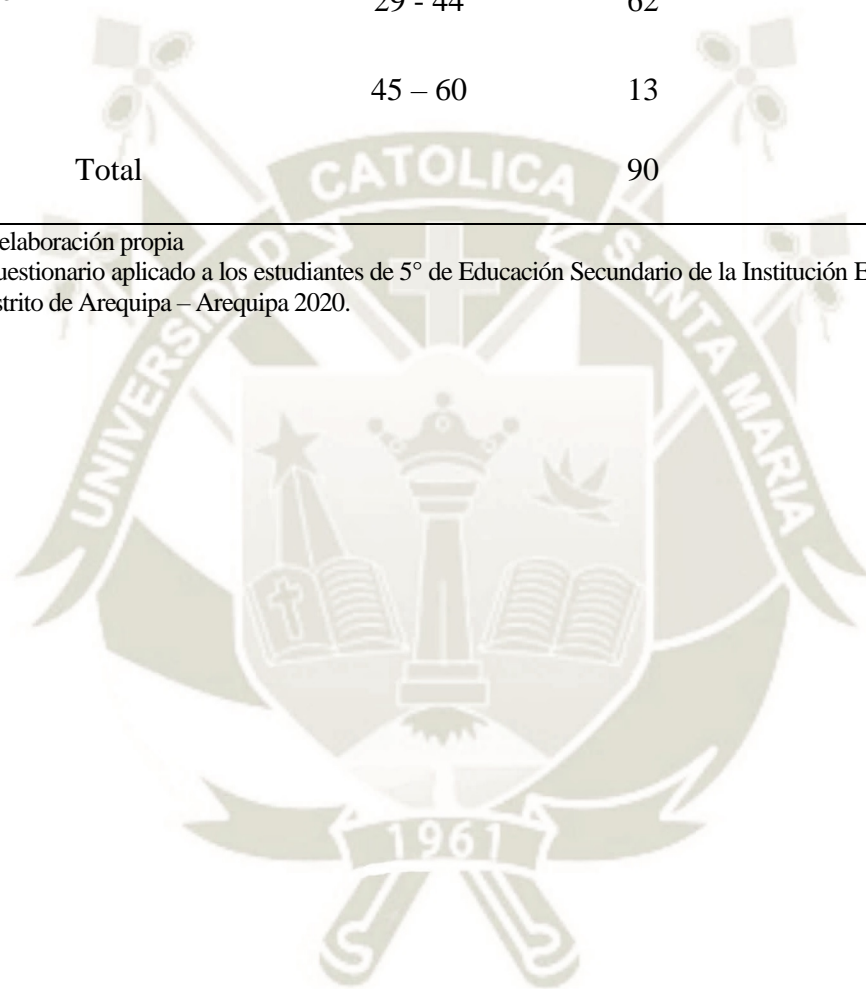 29 - 44 62
45 – 60 13
Total 90
elaboración propia
uestionario aplicado a los estudiantes de 5° de Educación Secundario de la Institución E
strito de Arequipa – Arequipa 2020.
UNIVERSIDAD CATOLICA SANTA MARIA
1961